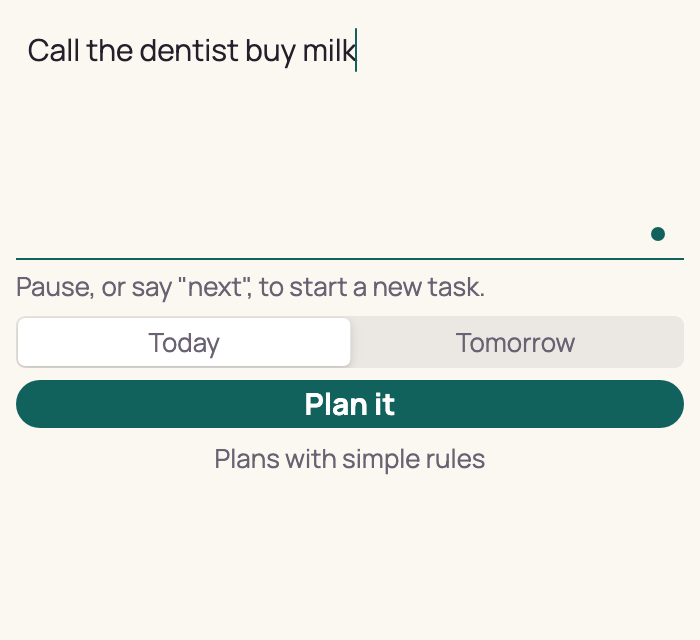 Call the dentist buy milk
Pause, or say "next", to start a new task.
Today
Tomorrow
Plan it
Plans with simple rules